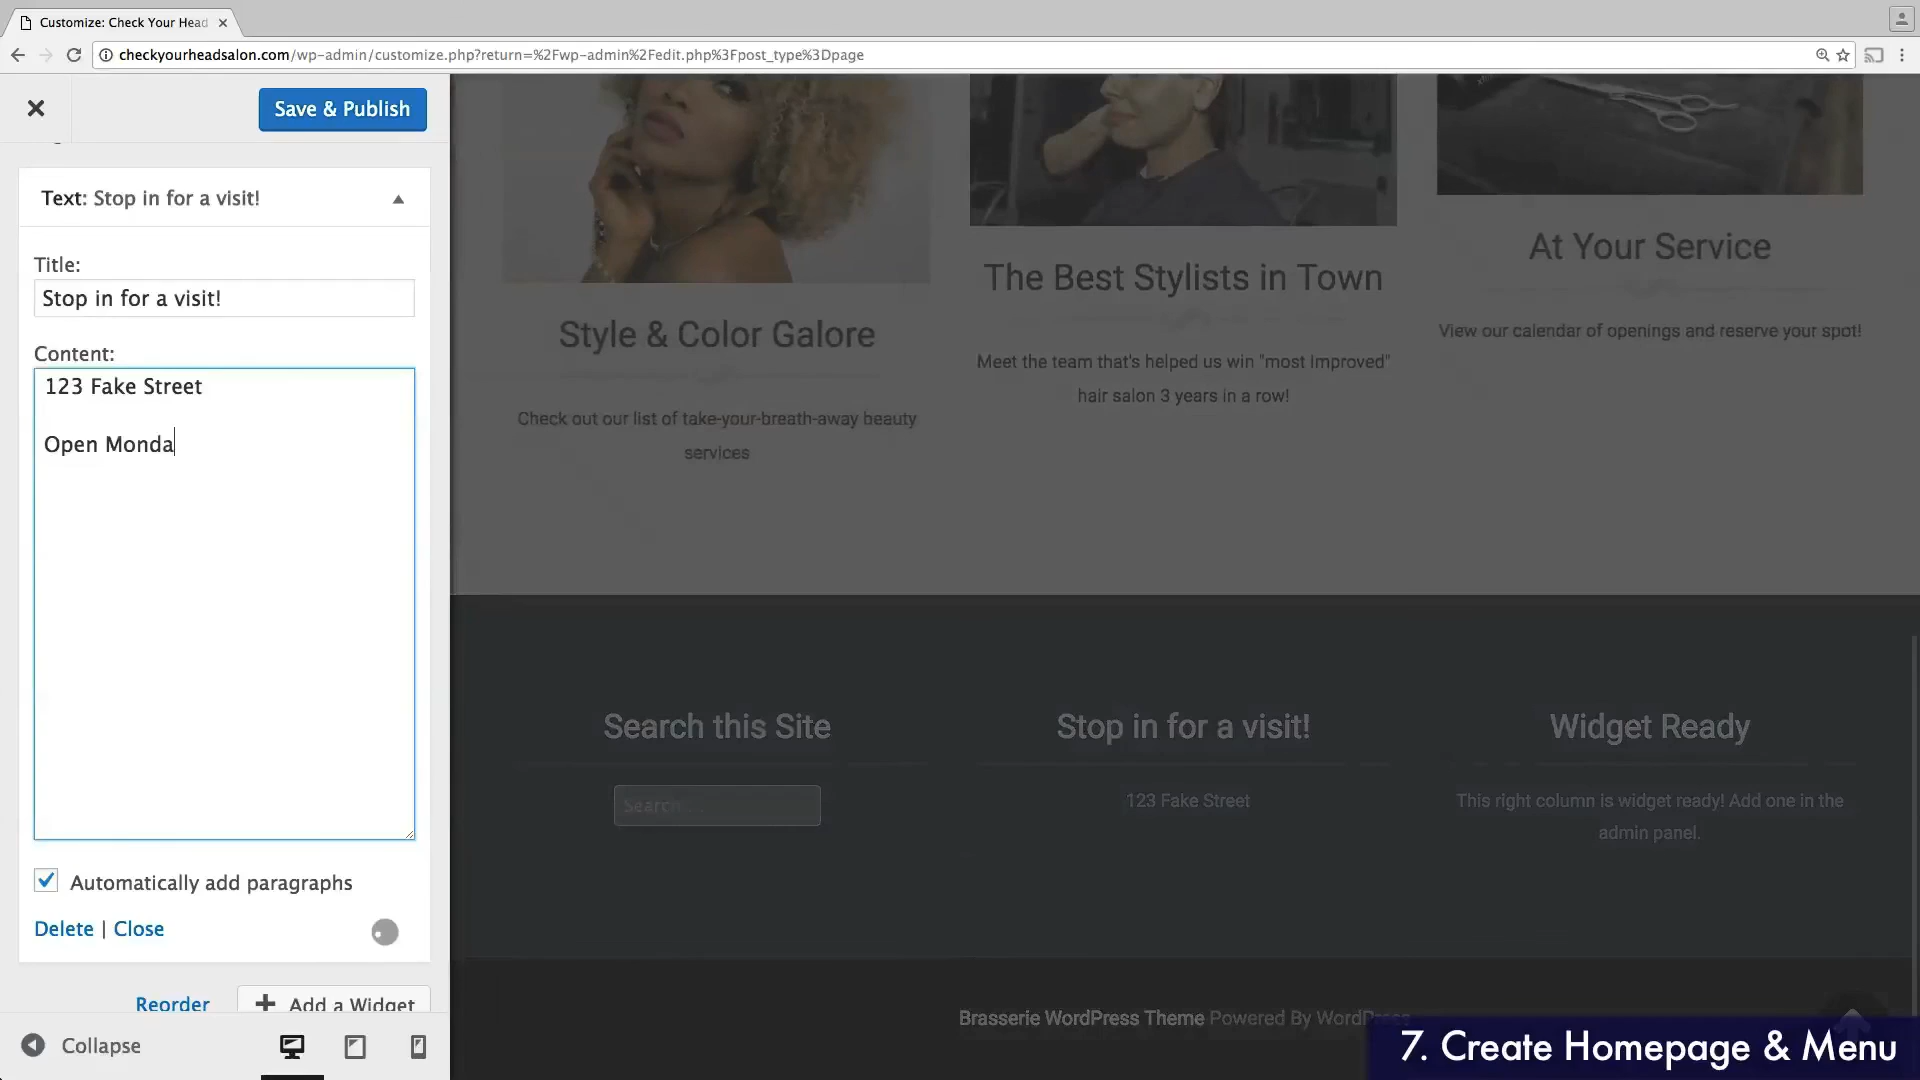 Customize: Check Your Head
checkyourheadsalon.com/wp-admin/customize.php?return=%2Fwp-admin%2Fedit.php%3Fpost_type%3Dpage
Save & Publish
Text: Stop in for a visit!
Title:
Stop in for a visit!
Content:
123 Fake Street
Open Monda
Automatically add paragraphs
Delete | Close
Reorder
Add a Widget
Collapse
Style & Color Galore
Check out our list of take-your-breath-away beauty
services
The Best Stylists in Town
Meet the team that's helped us win "most improved"
hair salon 3 years in a row!
At Your Service
View our calendar of openings and reserve your spot!
Search this Site
Search …
Stop in for a visit!
123 Fake Street
Widget Ready
This right column is widget ready! Add one in the
admin panel.
Brasserie WordPress Theme Powered By WordPress
7. Create Homepage & Menu